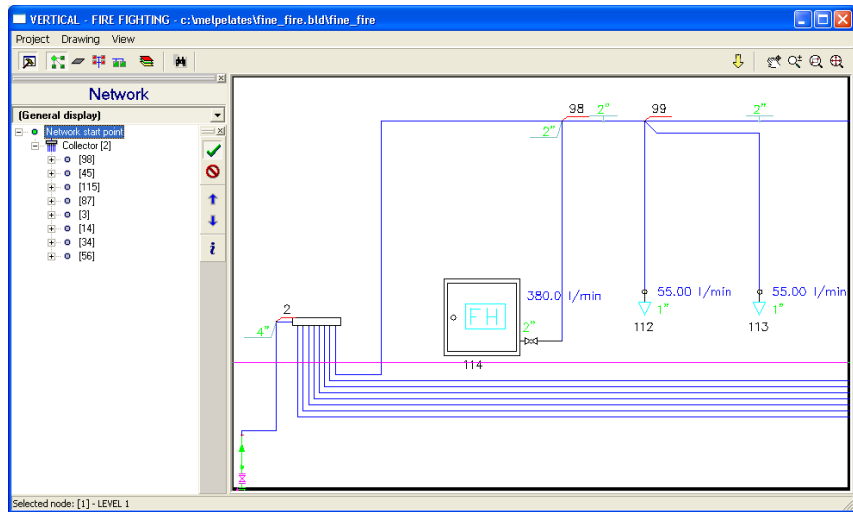 VERTICAL - FIRE FIGHTING - c:\melpelates\fine_fire.bld\fine_fire
Project Drawing View
Network
(General display)
Network start point
Collector [2]
[98]
[45]
[115]
[87]
[3]
[14]
[34]
[56]
98 2" 99 2"
2"
380.0 l/min 55.00 l/min 55.00 l/min
2 FH 1" 1"
4" 2" 112 113
114
Selected node: [1] - LEVEL 1